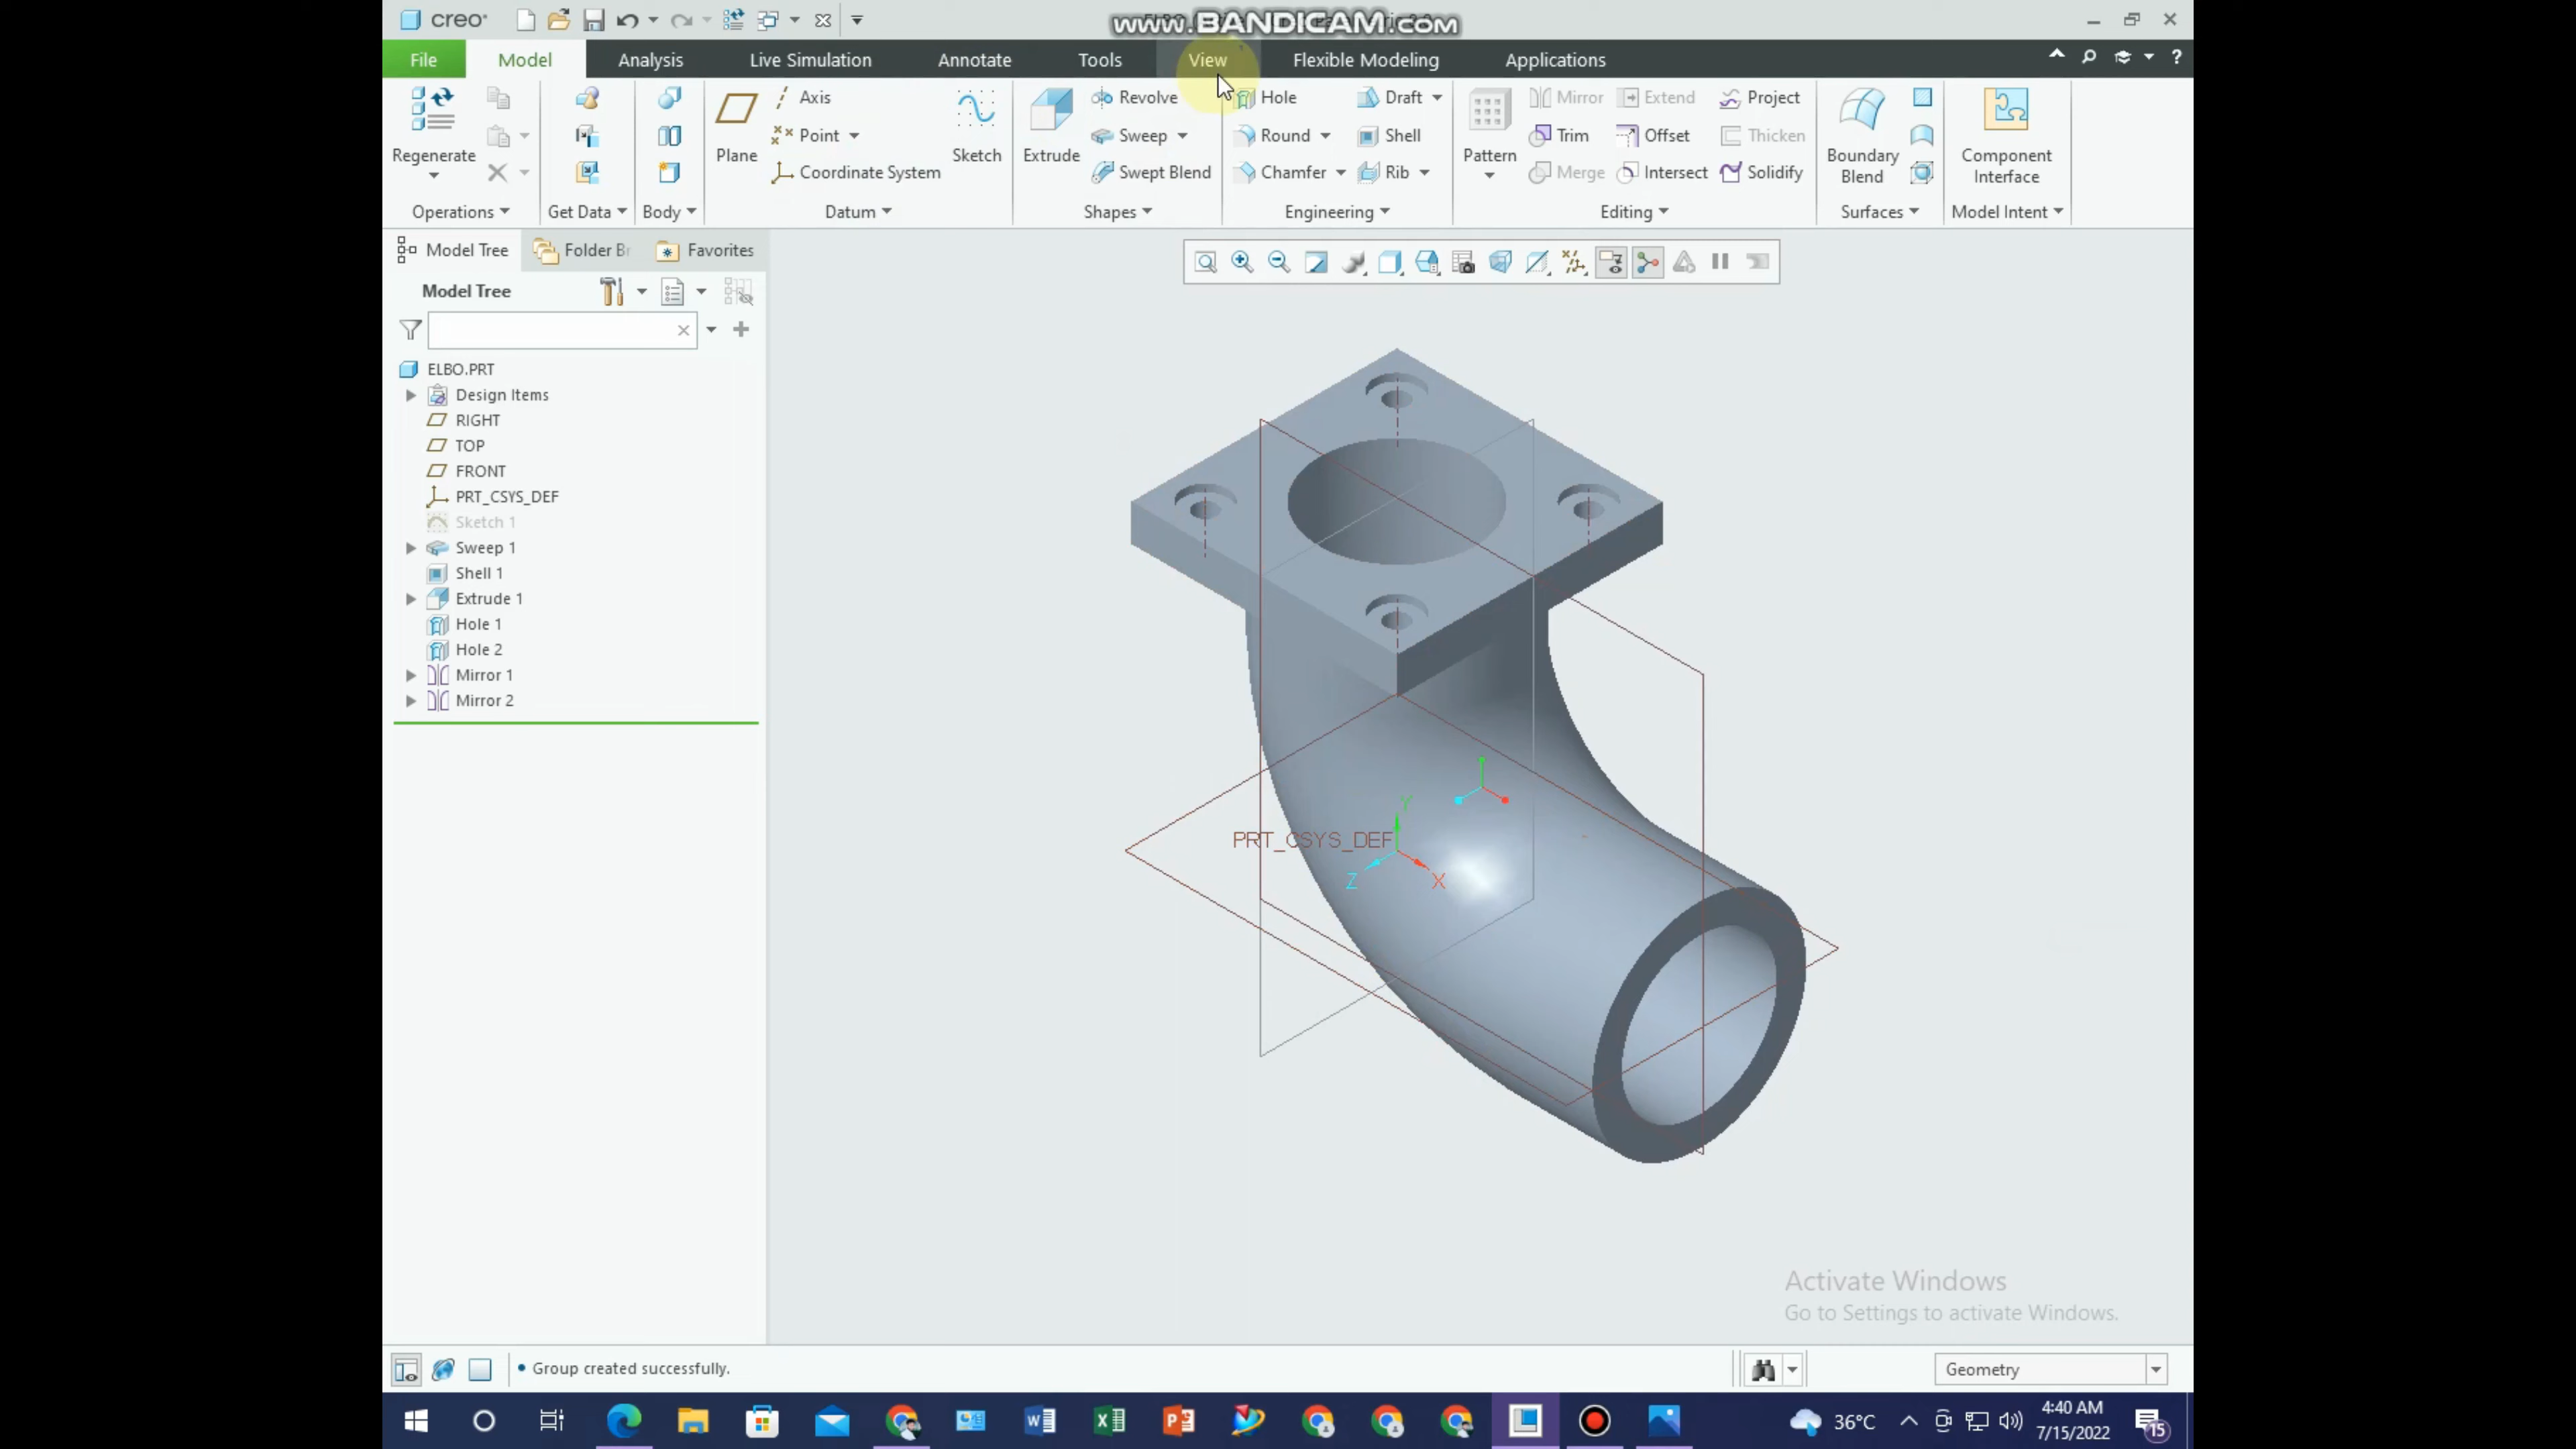 creo
www.BANDICAM.com
File Model Analysis Live Simulation Annotate Tools View Flexible Modeling Applications
Regenerate
Operations
Get Data
Body
Plane
Axis
Point
Coordinate System
Sketch
Datum
Extrude
Revolve
Sweep
Swept Blend
Shapes
Hole
Draft
Round
Shell
Chamfer
Rib
Engineering
Pattern
Mirror
Extend
Project
Trim
Offset
Thicken
Merge
Intersect
Solidify
Editing
Boundary
Blend
Surfaces
Component
Interface
Model Intent
Model Tree
Folder Br
Favorites
Model Tree
ELBO.PRT
Design Items
RIGHT
TOP
FRONT
PRT_CSYS_DEF
Sketch 1
Sweep 1
Shell 1
Extrude 1
Hole 1
Hole 2
Mirror 1
Mirror 2
PRT_CSYS_DEF
Y
Z
X
Activate Windows
Go to Settings to activate Windows.
Group created successfully.
Geometry
36°C
4:40 AM
7/15/2022
15